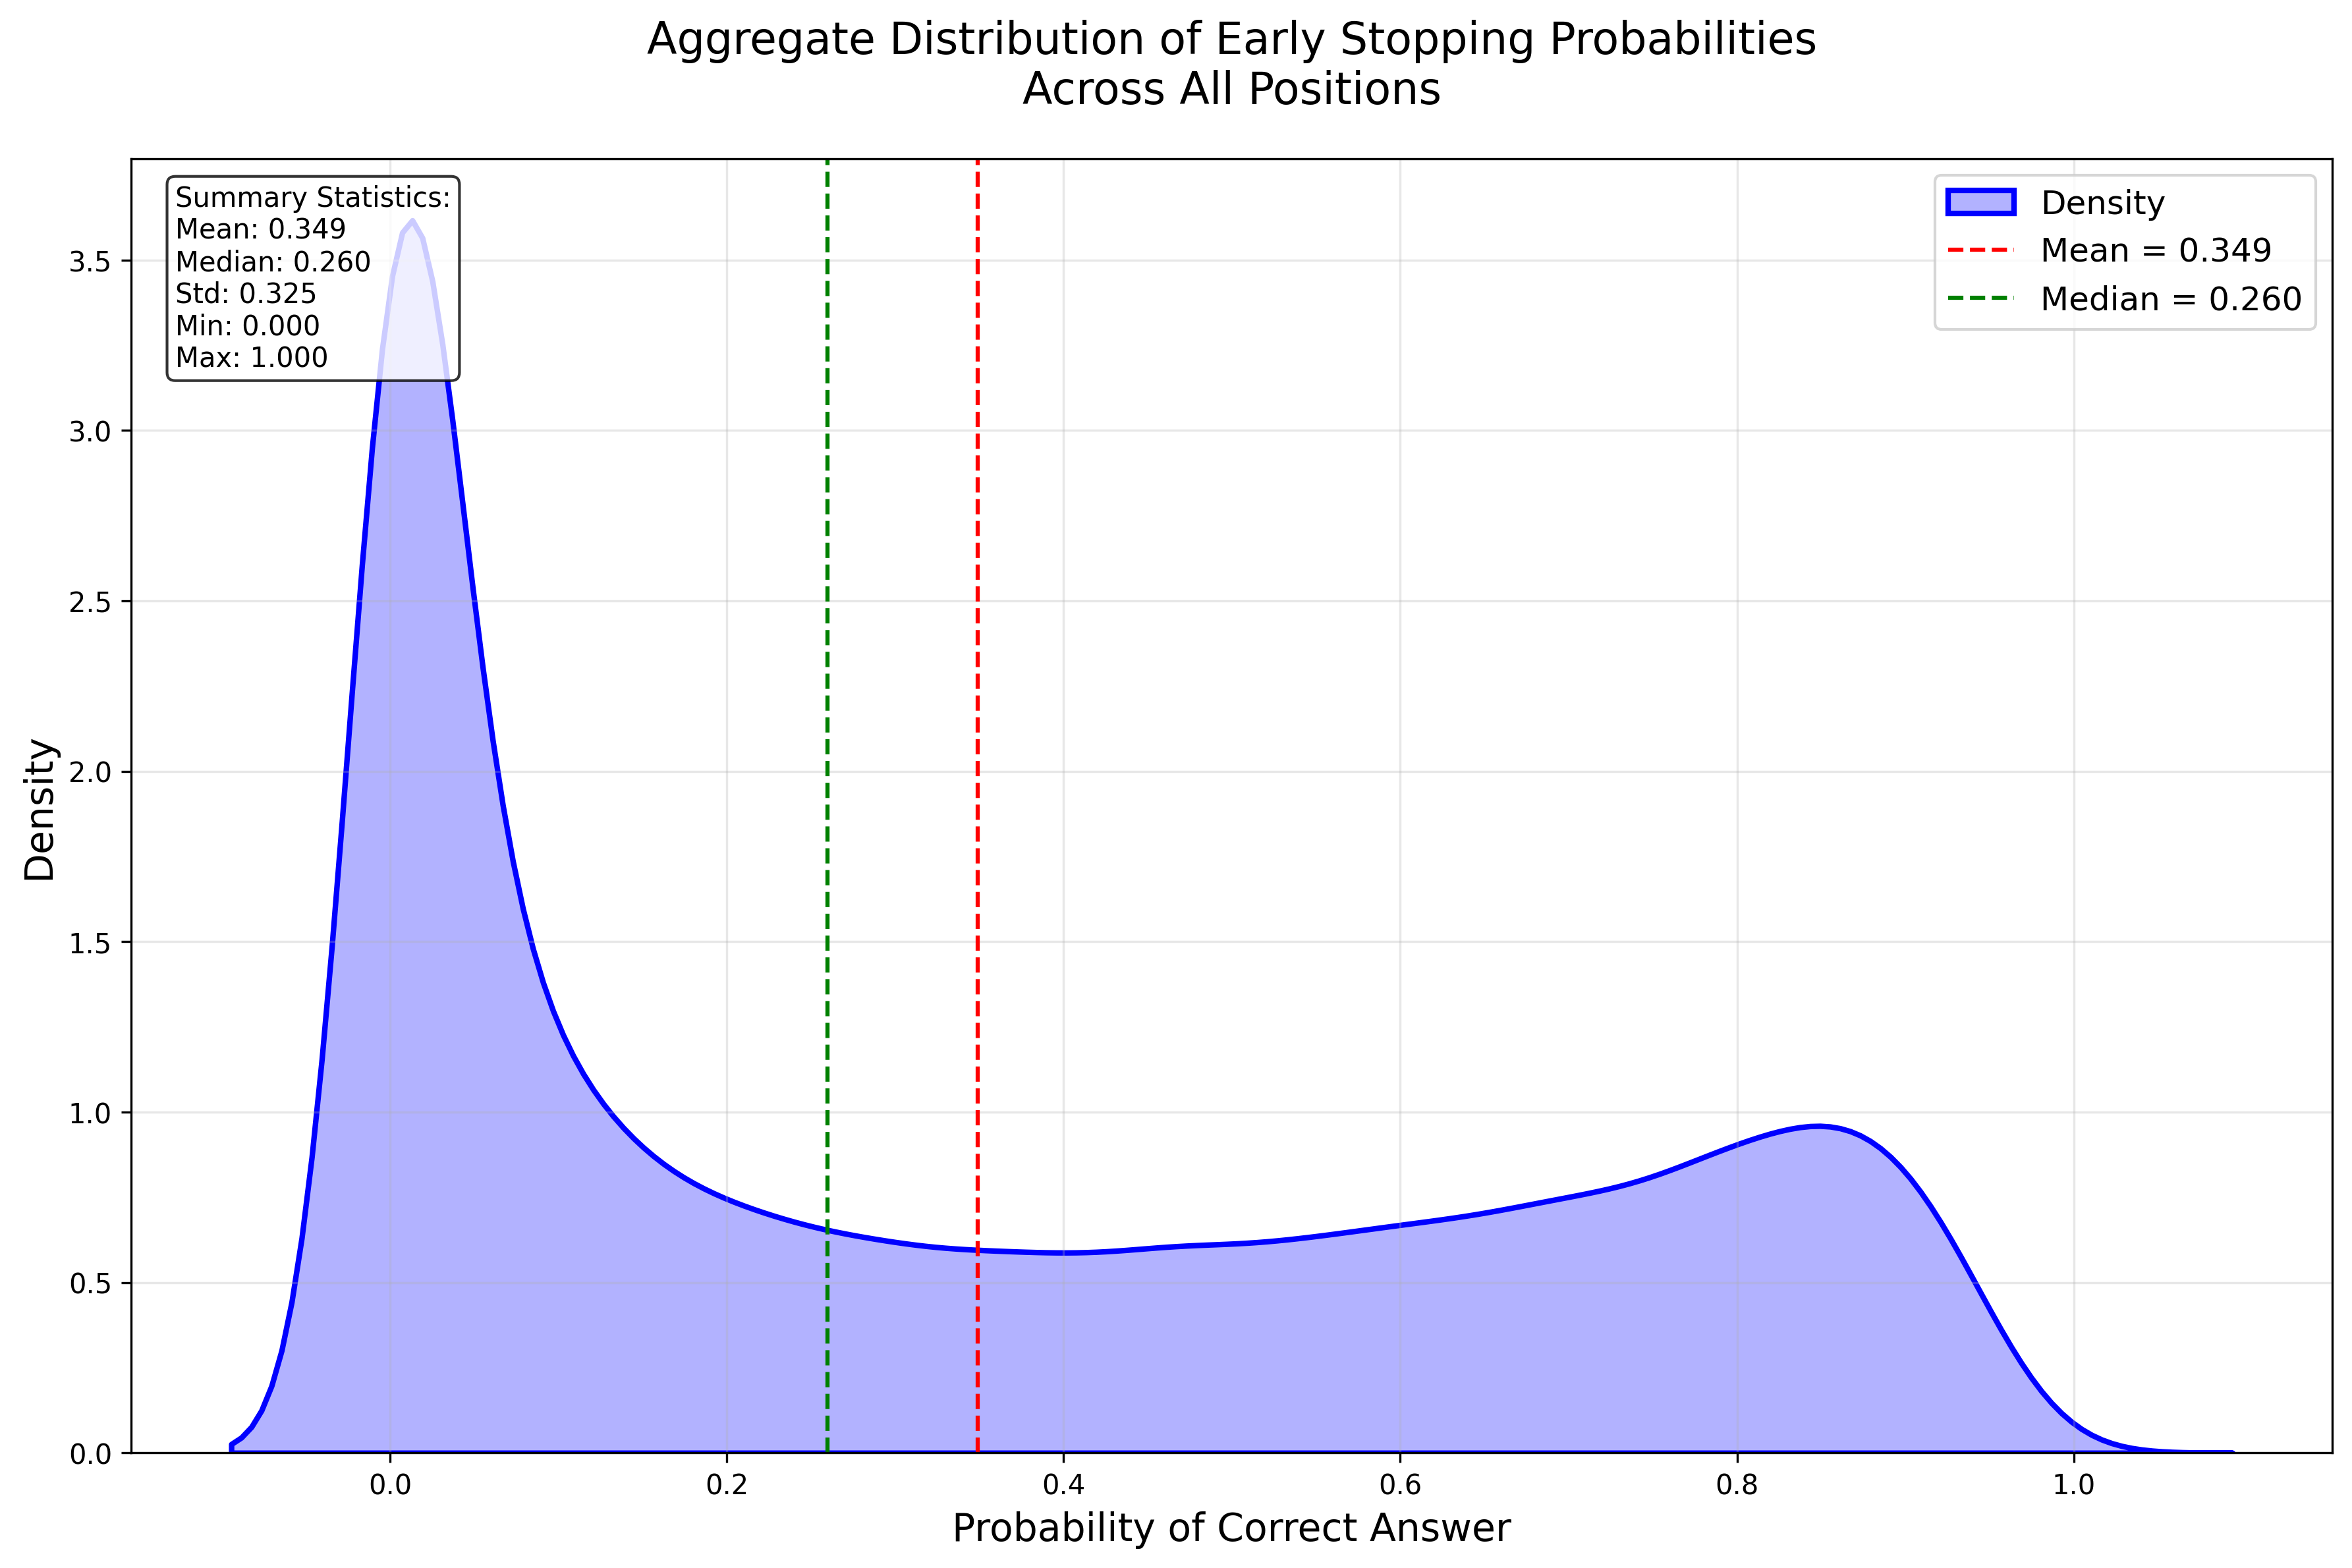 Aggregate Distribution of Early Stopping Probabilities
Across All Positions
Summary Statistics:
Mean: 0.349
Median: 0.260
Std: 0.325
Min: 0.000
Max: 1.000
Density
Mean = 0.349
Median = 0.260
3.5
3.0
2.5
2.0
1.5
1.0
0.5
0.0
Density
0.0 0.2 0.4 0.6 0.8 1.0
Probability of Correct Answer